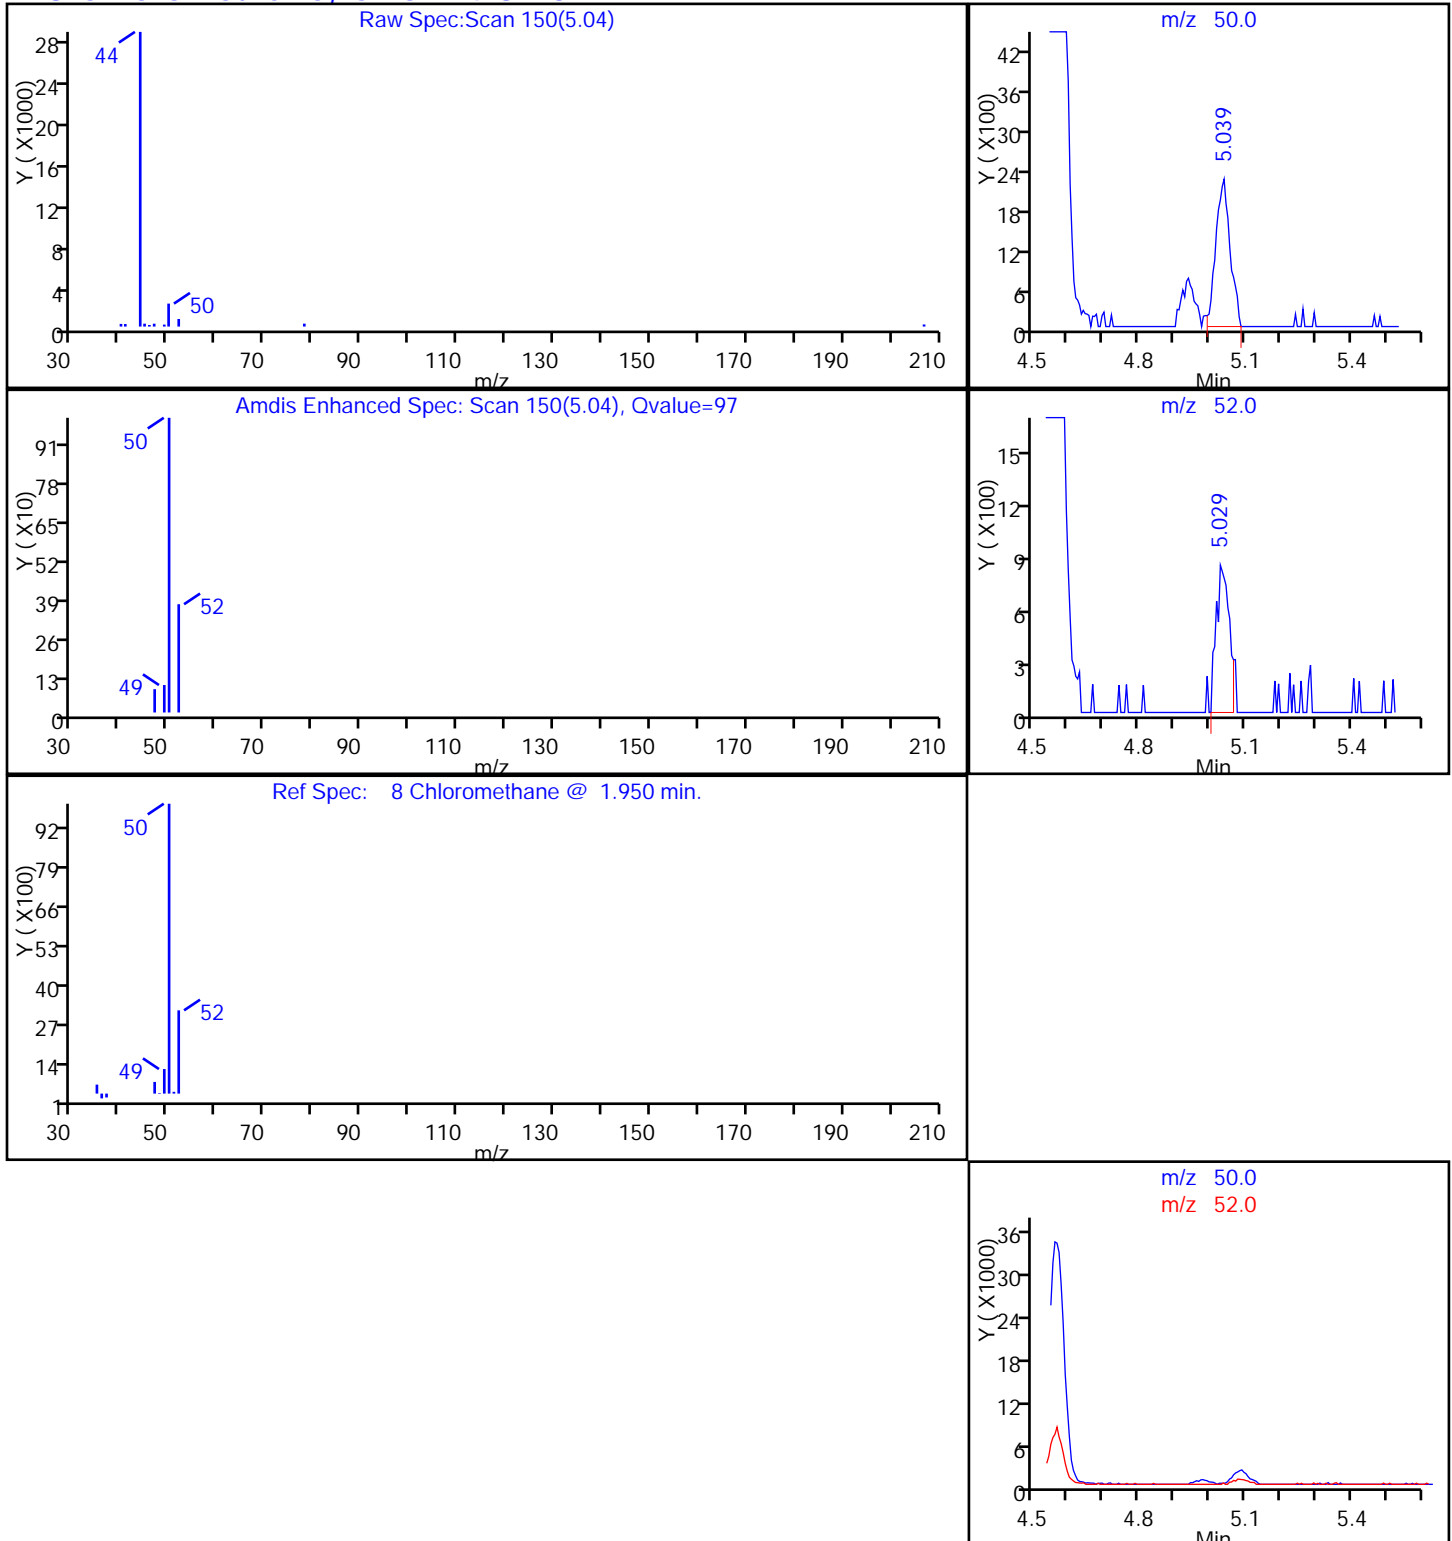 Raw Spec:Scan 150(5.04)
Y ( X1000)
28
24
20
16
12
8
4
0
44
50
30 50 70 90 110 130 150 170 190 210
m/z
m/z 50.0
Y ( X100)
42
36
30
24
18
12
6
0
5.039
4.5 4.8 5.1 5.4
Min
Amdis Enhanced Spec: Scan 150(5.04), Qvalue=97
Y ( X10)
91
78
65
52
39
26
13
0
50
52
49
30 50 70 90 110 130 150 170 190 210
m/z
m/z 52.0
Y ( X100)
15
12
9
6
3
0
5.029
4.5 4.8 5.1 5.4
Min
Ref Spec: 8 Chloromethane @ 1.950 min.
Y ( X100)
92
79
66
53
40
27
14
1
50
52
49
30 50 70 90 110 130 150 170 190 210
m/z
m/z 50.0
m/z 52.0
Y ( X1000)
36
30
24
18
12
6
0
4.5 4.8 5.1 5.4
Min